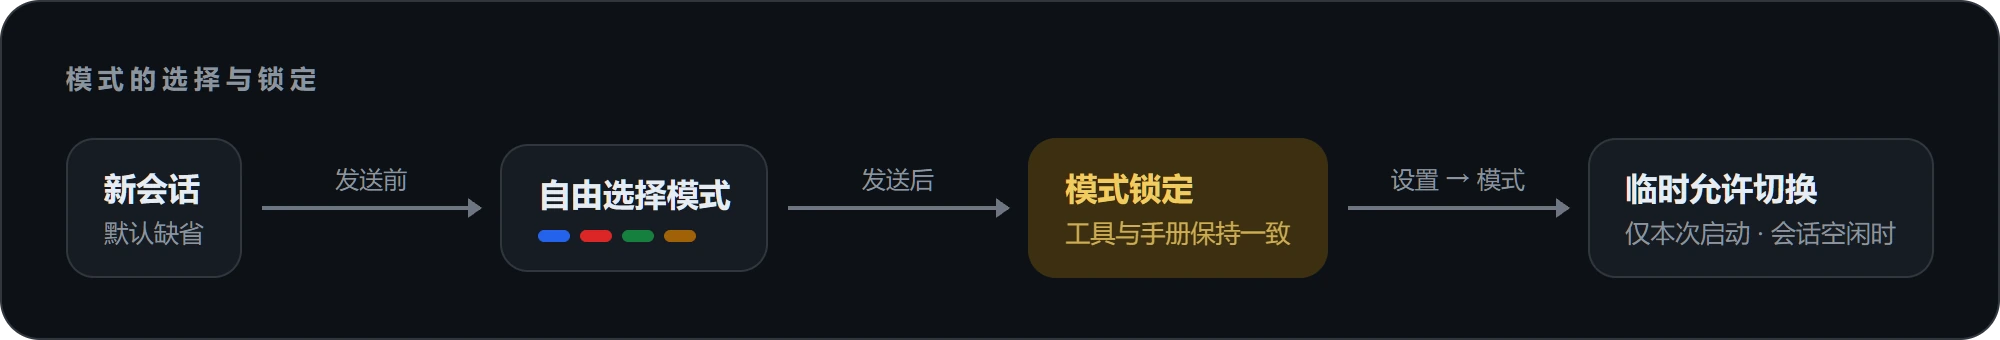 模式的选择与锁定
新会话
默认缺省
发送前
自由选择模式
发送后
模式锁定
工具与手册保持一致
设置 → 模式
临时允许切换
仅本次启动 · 会话空闲时